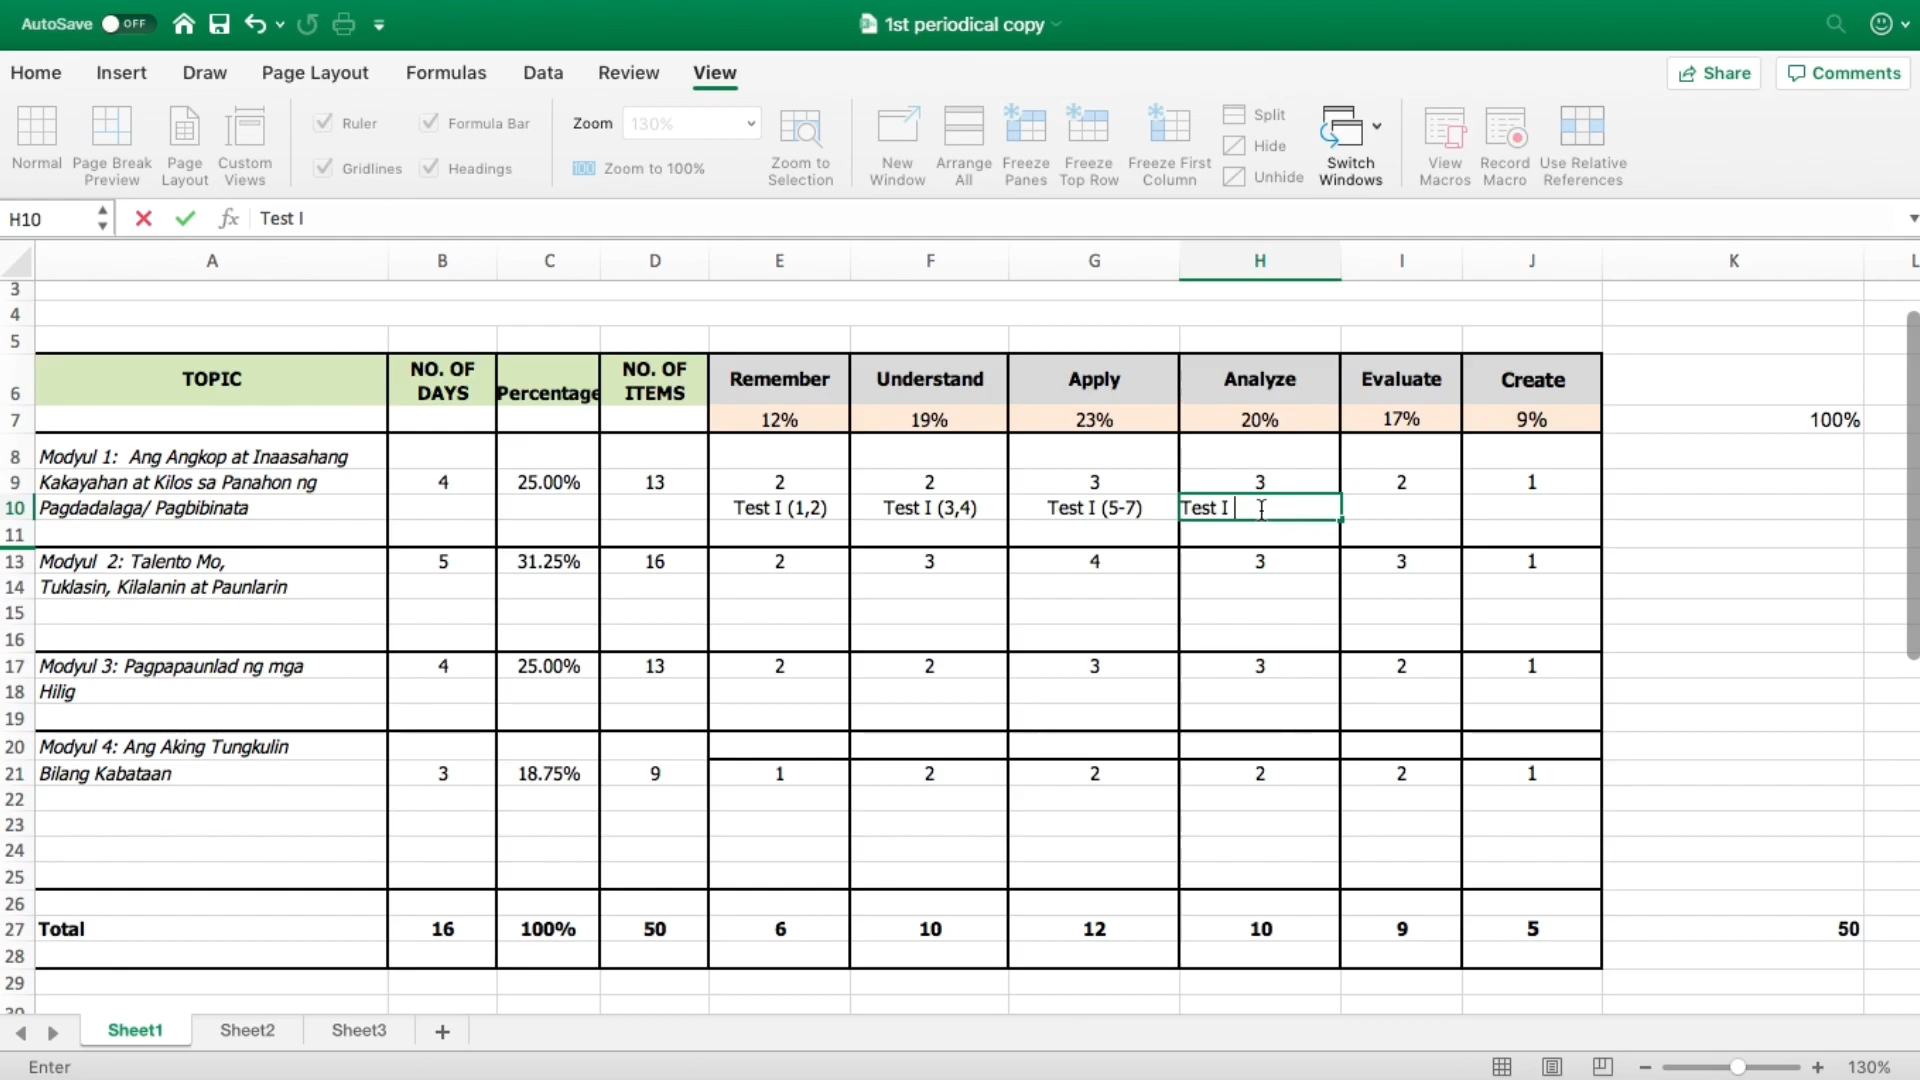 AutoSave OFF 1st periodical copy
Home Insert Draw Page Layout Formulas Data Review View Share Comments
Ruler Formula Bar Zoom 130% Split
Hide
Normal Page Break Page Custom Gridlines Headings Zoom to 100% Zoom to New Arrange Freeze Freeze Freeze First Unhide Switch View Record Use Relative
Preview Layout Views Selection Window All Panes Top Row Column Windows Macros Macro References
H10 fx Test I
A B C D E F G H I J K L
3
4
5
6 TOPIC NO. OF DAYS Percentage NO. OF ITEMS Remember Understand Apply Analyze Evaluate Create
7 12% 19% 23% 20% 17% 9% 100%
8 Modyul 1: Ang Angkop at Inaasahang
9 Kakayahan at Kilos sa Panahon ng 4 25.00% 13 2 2 3 3 2 1
10 Pagdadalaga/ Pagbibinata Test I (1,2) Test I (3,4) Test I (5-7) Test I
11
13 Modyul 2: Talento Mo, 5 31.25% 16 2 3 4 3 3 1
14 Tuklasin, Kilalanin at Paunlarin
15
16
17 Modyul 3: Pagpapaunlad ng mga 4 25.00% 13 2 2 3 3 2 1
18 Hilig
19
20 Modyul 4: Ang Aking Tungkulin
21 Bilang Kabataan 3 18.75% 9 1 2 2 2 2 1
22
23
24
25
26
27 Total 16 100% 50 6 10 12 10 9 5 50
28
29
30
Sheet1 Sheet2 Sheet3 +
Enter 130%